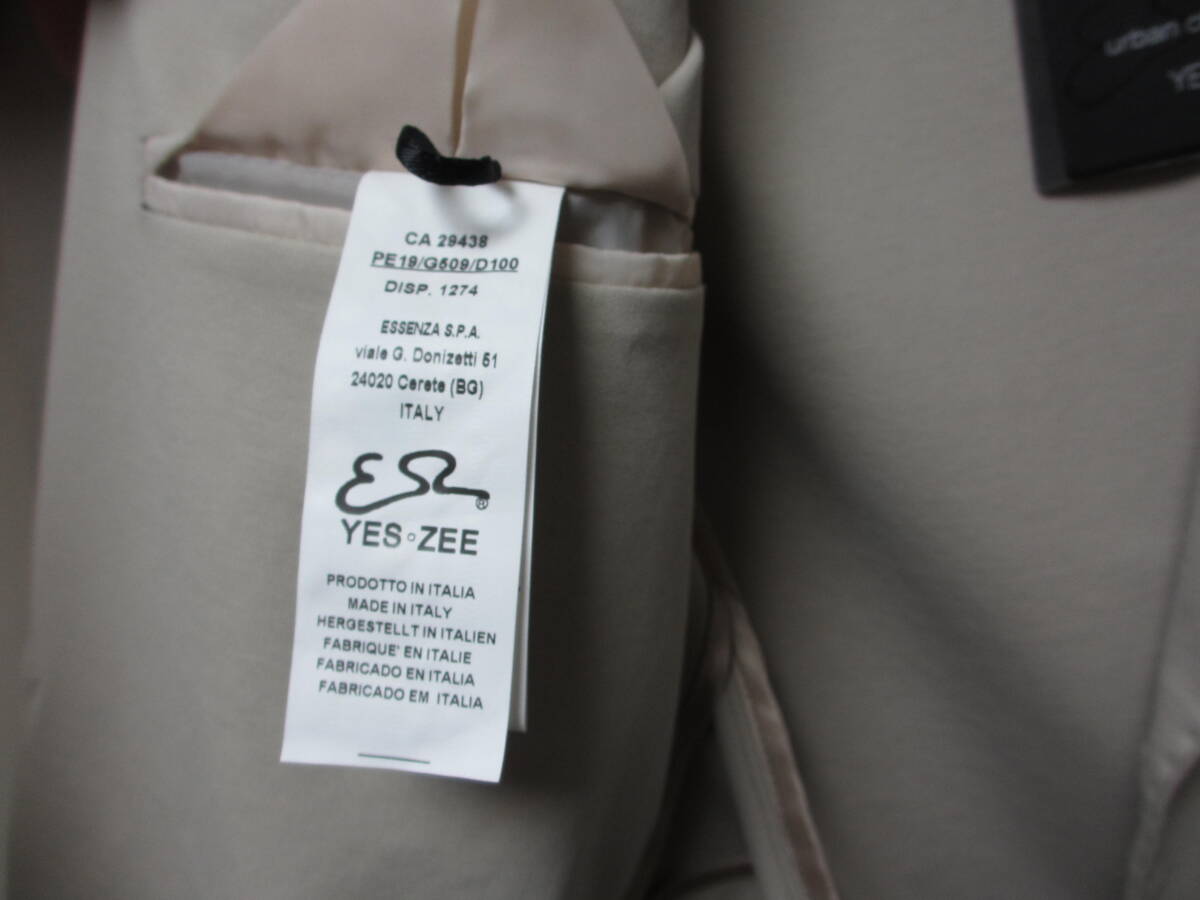 CA 29438
PE19/G509/D100
DISP. 1274
ESSENZA S.P.A.
viale G. Donizetti 51
24020 Cerete (BG)
ITALY
YES ZEE
PRODOTTO IN ITALIA
MADE IN ITALY
HERGESTELLT IN ITALIEN
FABRIQUE' EN ITALIE
FABRICADO EN ITALIA
FABRICADO EM ITALIA
urban